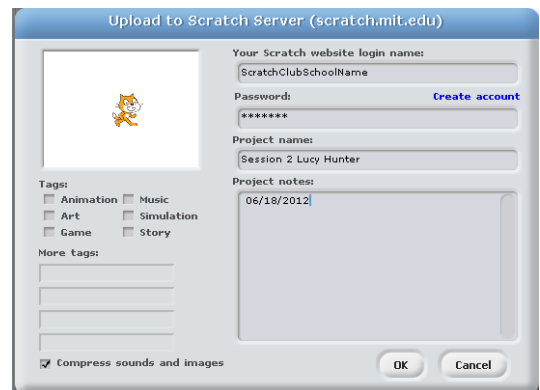 Upload to Scratch Server (scratch.mit.edu)
Your Scratch website login name:
ScratchClubSchoolName
Password: Create account
*******
Project name:
Session 2 Lucy Hunter
Project notes:
06/18/2012
Tags:
Animation Music
Art Simulation
Game Story
More tags:
Compress sounds and images
OK Cancel